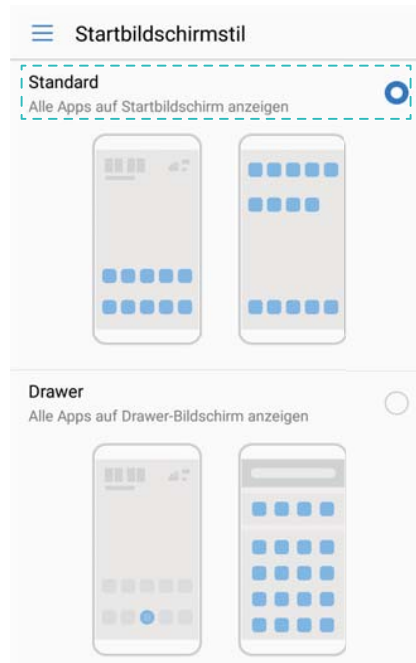 Startbildschirmstil
Standard
Alle Apps auf Startbildschirm anzeigen
Drawer
Alle Apps auf Drawer-Bildschirm anzeigen